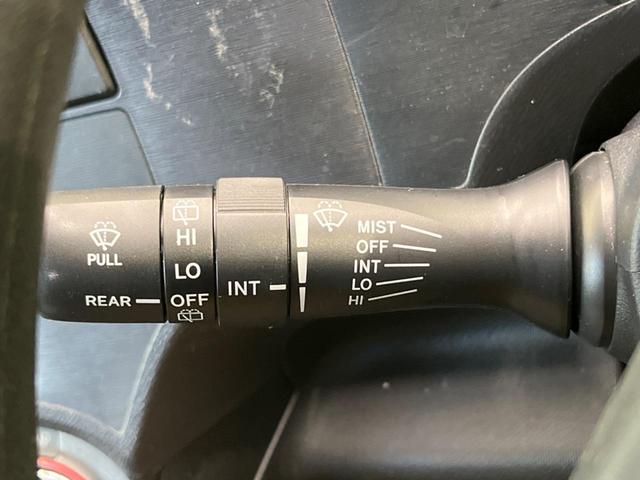 PULL
REAR
HI
LO
OFF
INT
MIST
OFF
INT
LO
HI